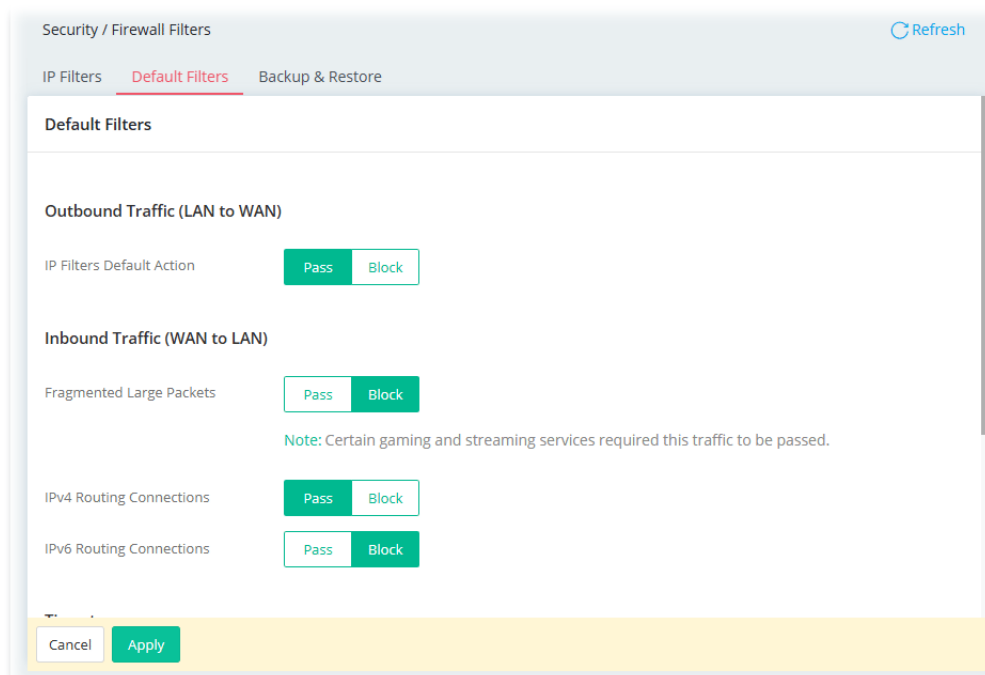 Security / Firewall Filters
Refresh
IP Filters Default Filters Backup & Restore
Default Filters
Outbound Traffic (LAN to WAN)
IP Filters Default Action Pass Block
Inbound Traffic (WAN to LAN)
Fragmented Large Packets Pass Block
Note: Certain gaming and streaming services required this traffic to be passed.
IPv4 Routing Connections Pass Block
IPv6 Routing Connections Pass Block
Cancel Apply